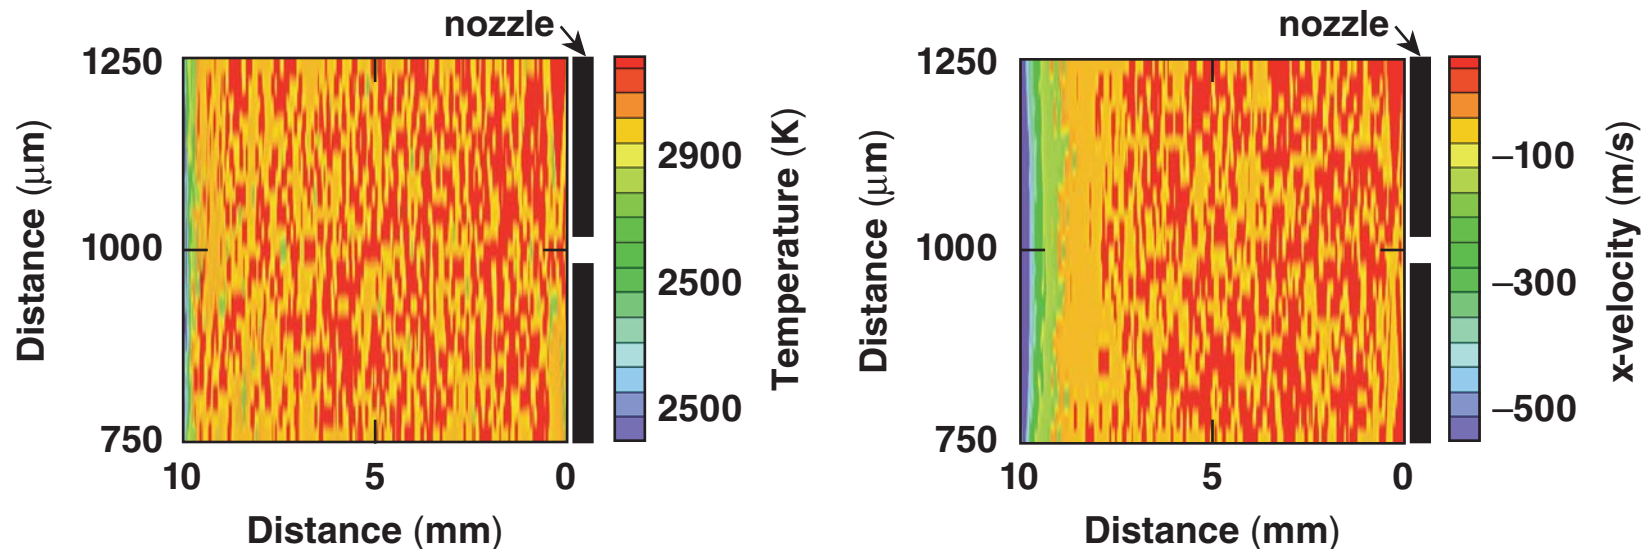 nozzle
1250
1000
750
Distance (μm)
10
5
0
Distance (mm)
2900
2500
2500
Temperature (K)
nozzle
1250
1000
750
Distance (μm)
10
5
0
Distance (mm)
–100
–300
–500
x-velocity (m/s)